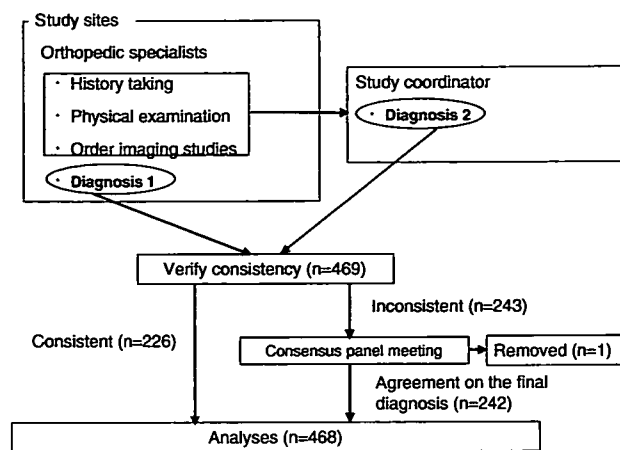 Study sites
Orthopedic specialists
· History taking
· Physical examination
· Order imaging studies
· Diagnosis 1
Study coordinator
· Diagnosis 2
Verify consistency (n=469)
Consistent (n=226)
Inconsistent (n=243)
Consensus panel meeting
Removed (n=1)
Agreement on the final
diagnosis (n=242)
Analyses (n=468)